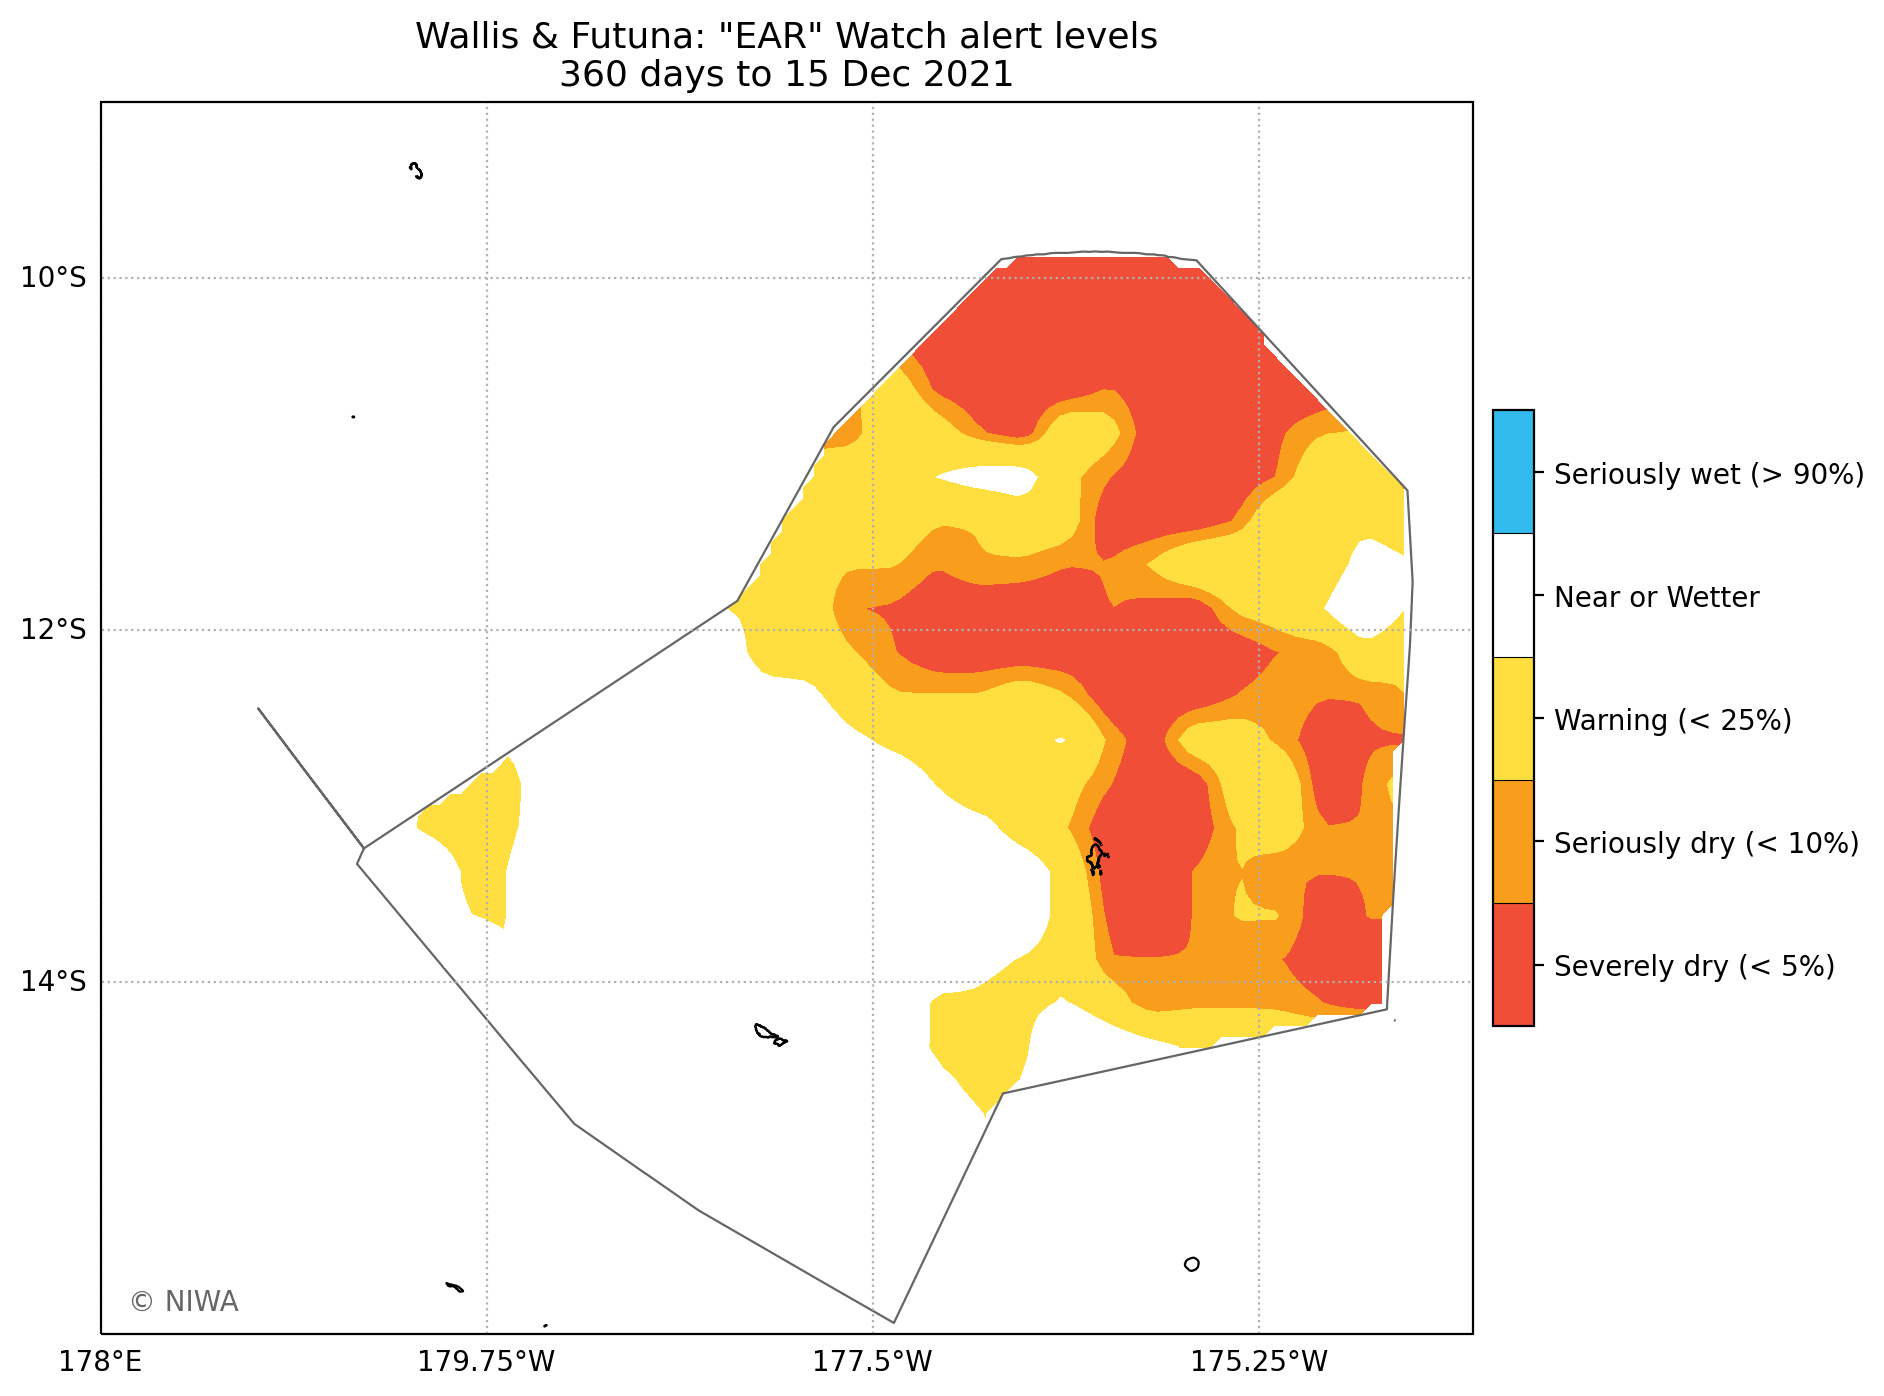 Wallis & Futuna: "EAR" Watch alert levels
360 days to 15 Dec 2021
10°S
12°S
14°S
178°E
179.75°W
177.5°W
175.25°W
Seriously wet (> 90%)
Near or Wetter
Warning (< 25%)
Seriously dry (< 10%)
Severely dry (< 5%)
© NIWA